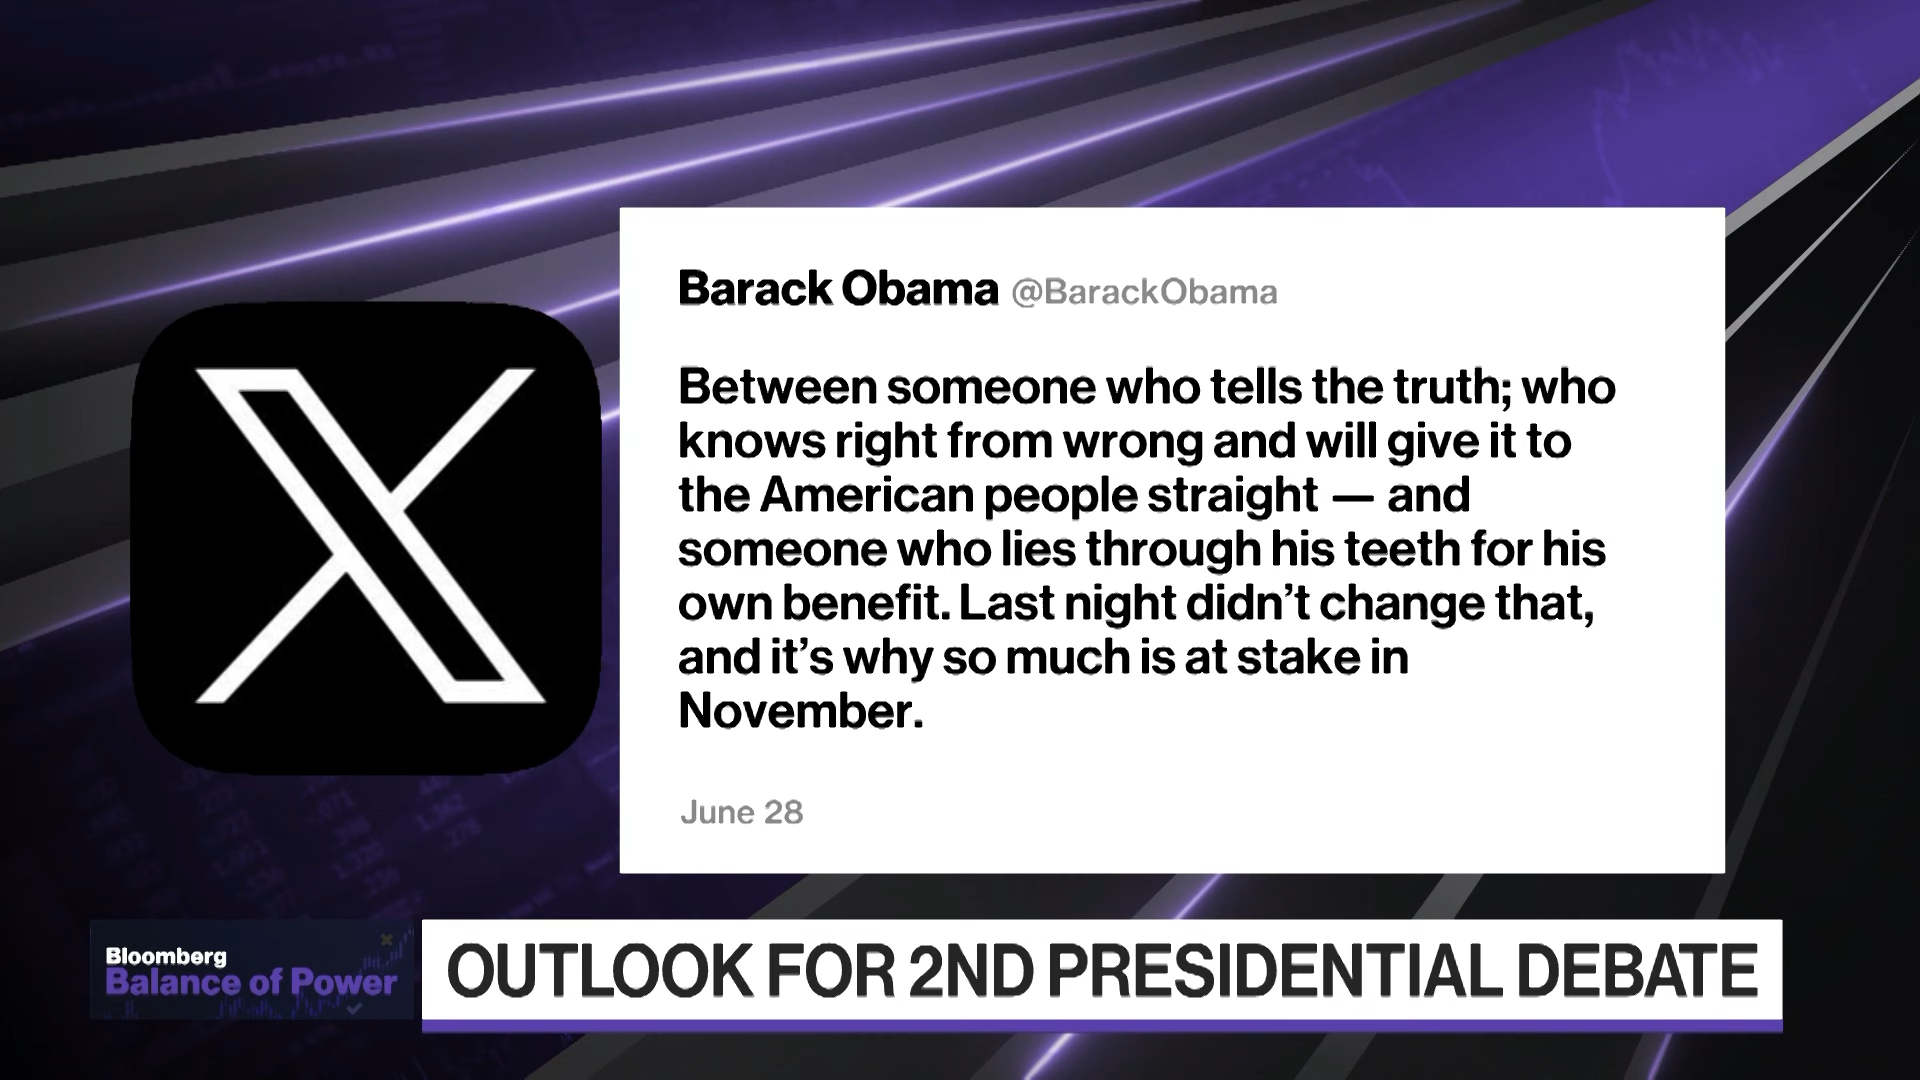 Barack Obama @BarackObama
Between someone who tells the truth; who
knows right from wrong and will give it to
the American people straight — and
someone who lies through his teeth for his
own benefit. Last night didn’t change that,
and it’s why so much is at stake in
November.
June 28
Bloomberg
Balance of Power
OUTLOOK FOR 2ND PRESIDENTIAL DEBATE